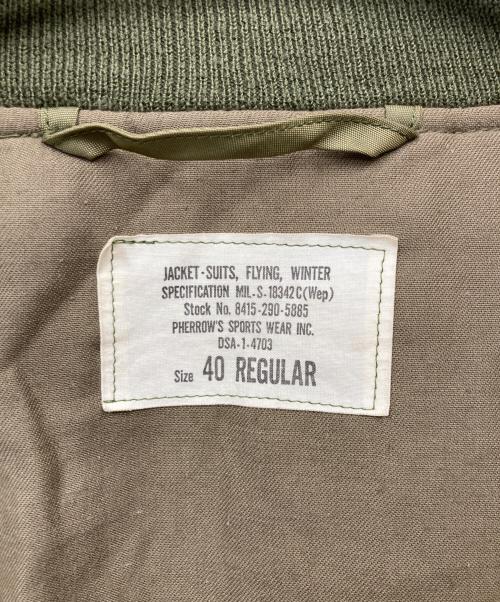 JACKET-SUITS, FLYING, WINTER
SPECIFICATION MIL.S.18342C(Wep)
Stock No. 8415-290-5885
PHERROW'S SPORTS WEAR INC.
DSA-1-4703
Size 40 REGULAR